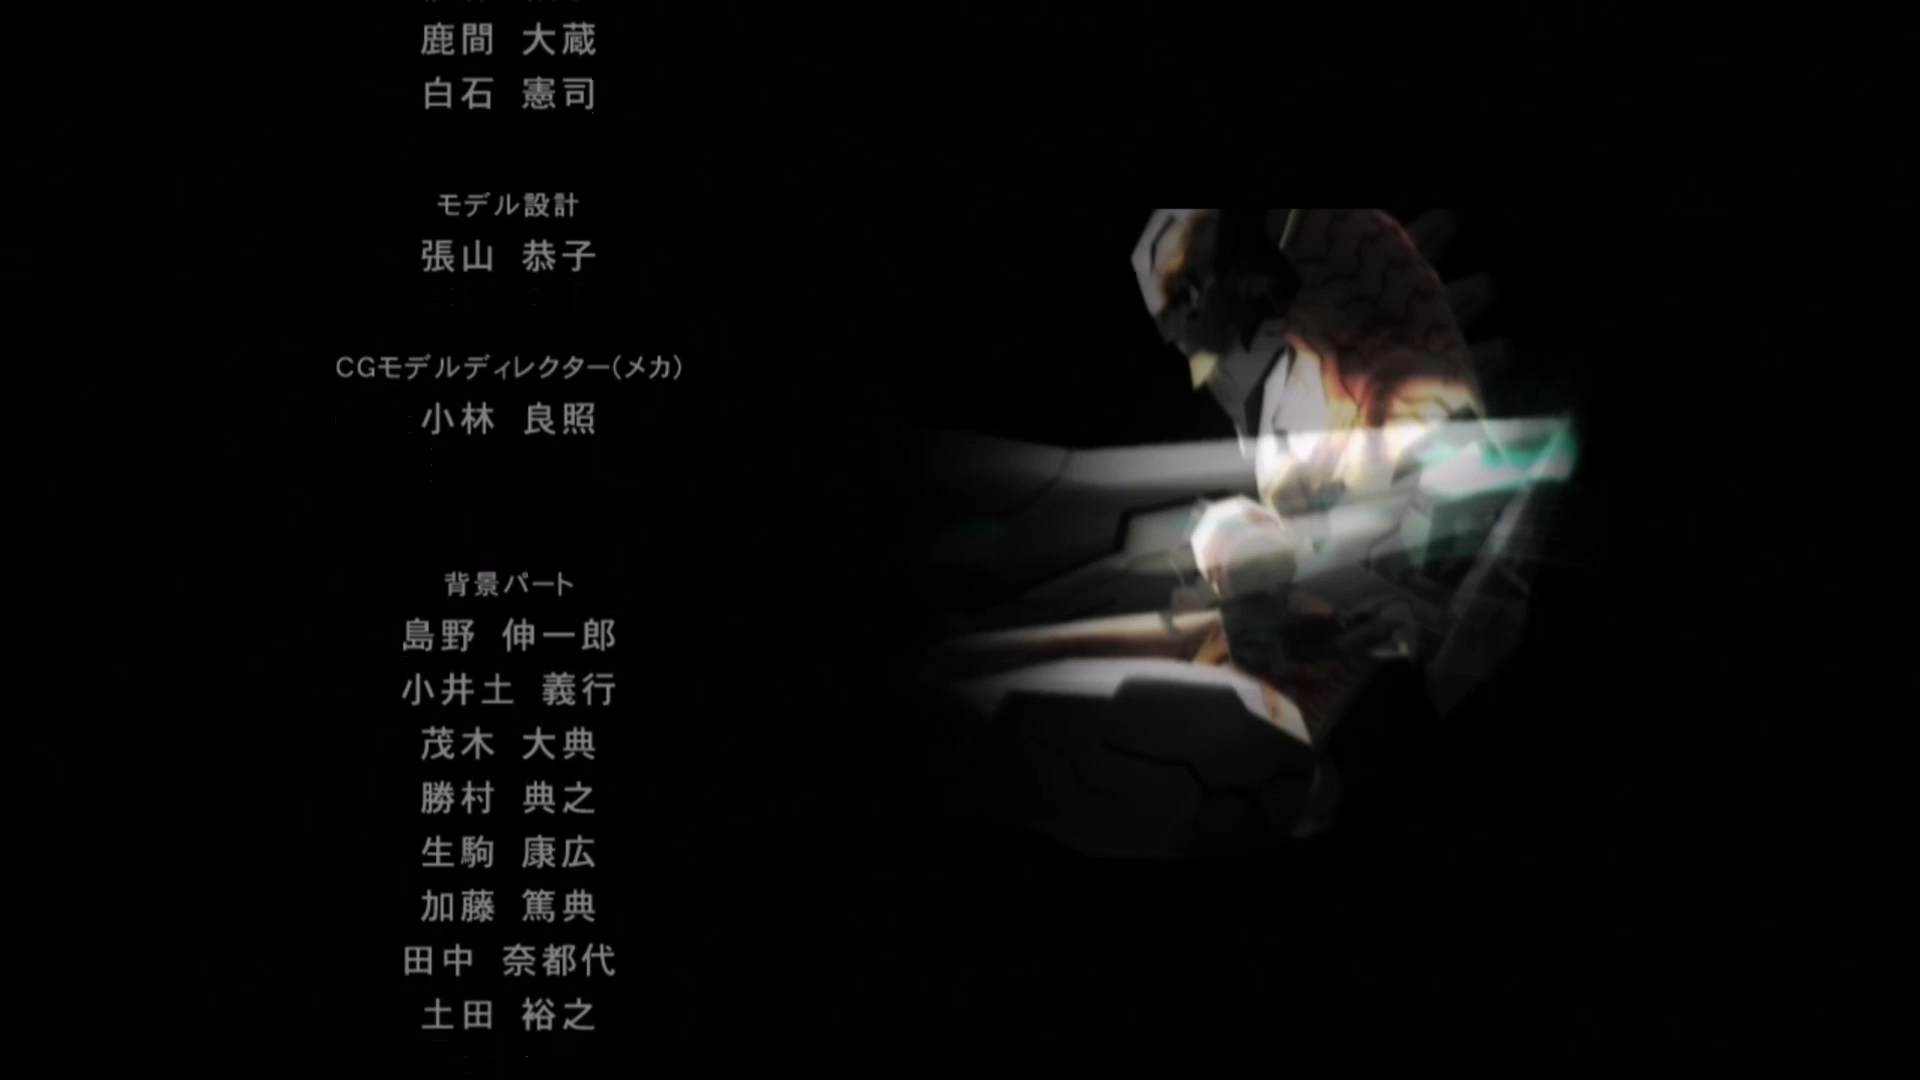 鹿間 大蔵
白石 憲司
モデル設計
張山 恭子
CGモデルディレクター(メカ)
小林 良照
背景パート
島野 伸一郎
小井土 義行
茂木 大典
勝村 典之
生駒 康広
加藤 篤典
田中 奈都代
土田 裕之